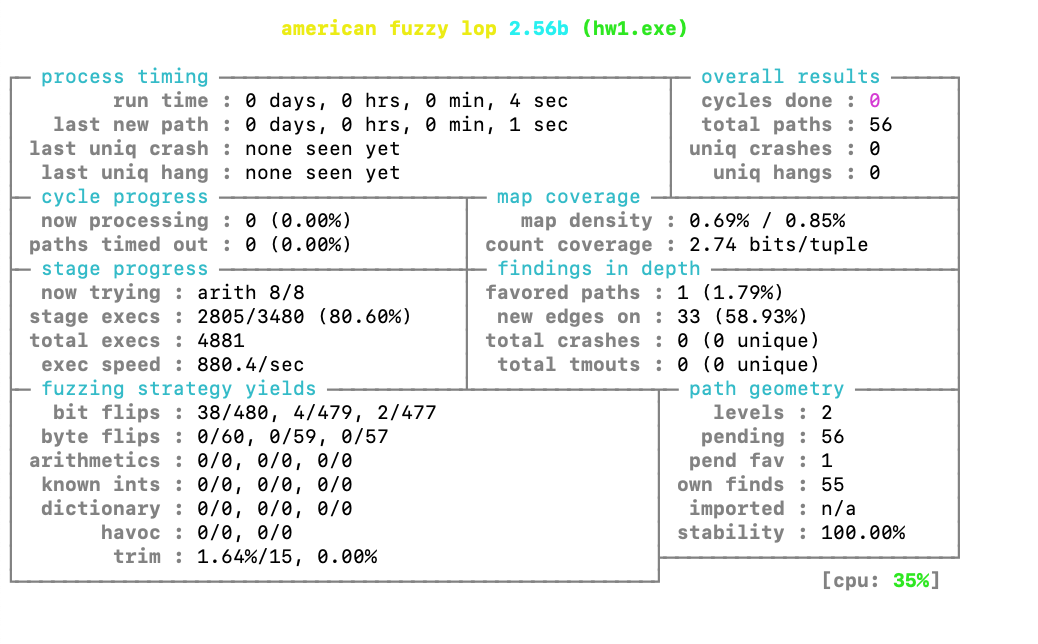 american fuzzy lop 2.56b (hw1.exe)
process timing overall results
run time : 0 days, 0 hrs, 0 min, 4 sec cycles done : 0
last new path : 0 days, 0 hrs, 0 min, 1 sec total paths : 56
last uniq crash : none seen yet uniq crashes : 0
last uniq hang : none seen yet uniq hangs : 0
cycle progress map coverage
now processing : 0 (0.00%) map density : 0.69% / 0.85%
paths timed out : 0 (0.00%) count coverage : 2.74 bits/tuple
stage progress findings in depth
now trying : arith 8/8 favored paths : 1 (1.79%)
stage execs : 2805/3480 (80.60%) new edges on : 33 (58.93%)
total execs : 4881 total crashes : 0 (0 unique)
exec speed : 880.4/sec total tmouts : 0 (0 unique)
fuzzing strategy yields path geometry
bit flips : 38/480, 4/479, 2/477 levels : 2
byte flips : 0/60, 0/59, 0/57 pending : 56
arithmetics : 0/0, 0/0, 0/0 pend fav : 1
known ints : 0/0, 0/0, 0/0 own finds : 55
dictionary : 0/0, 0/0, 0/0 imported : n/a
havoc : 0/0, 0/0 stability : 100.00%
trim : 1.64%/15, 0.00%
[cpu: 35%]